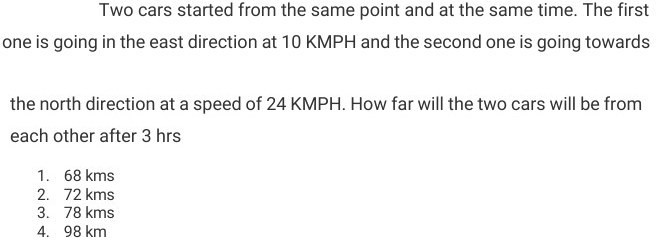 Two cars started from the same point and at the same time. The first
one is going in the east direction at 10 KMPH and the second one is going towards
the north direction at a speed of 24 KMPH. How far will the two cars will be from
each other after 3 hrs
1. 68 kms
2. 72 kms
3. 78 kms
4. 98 km